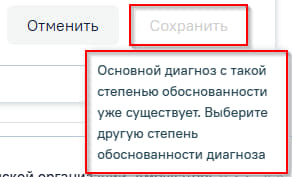 Отменить Сохранить
Основной диагноз с такой
степенью обоснованности
уже существует. Выберите
другую степень
обоснованности диагноза